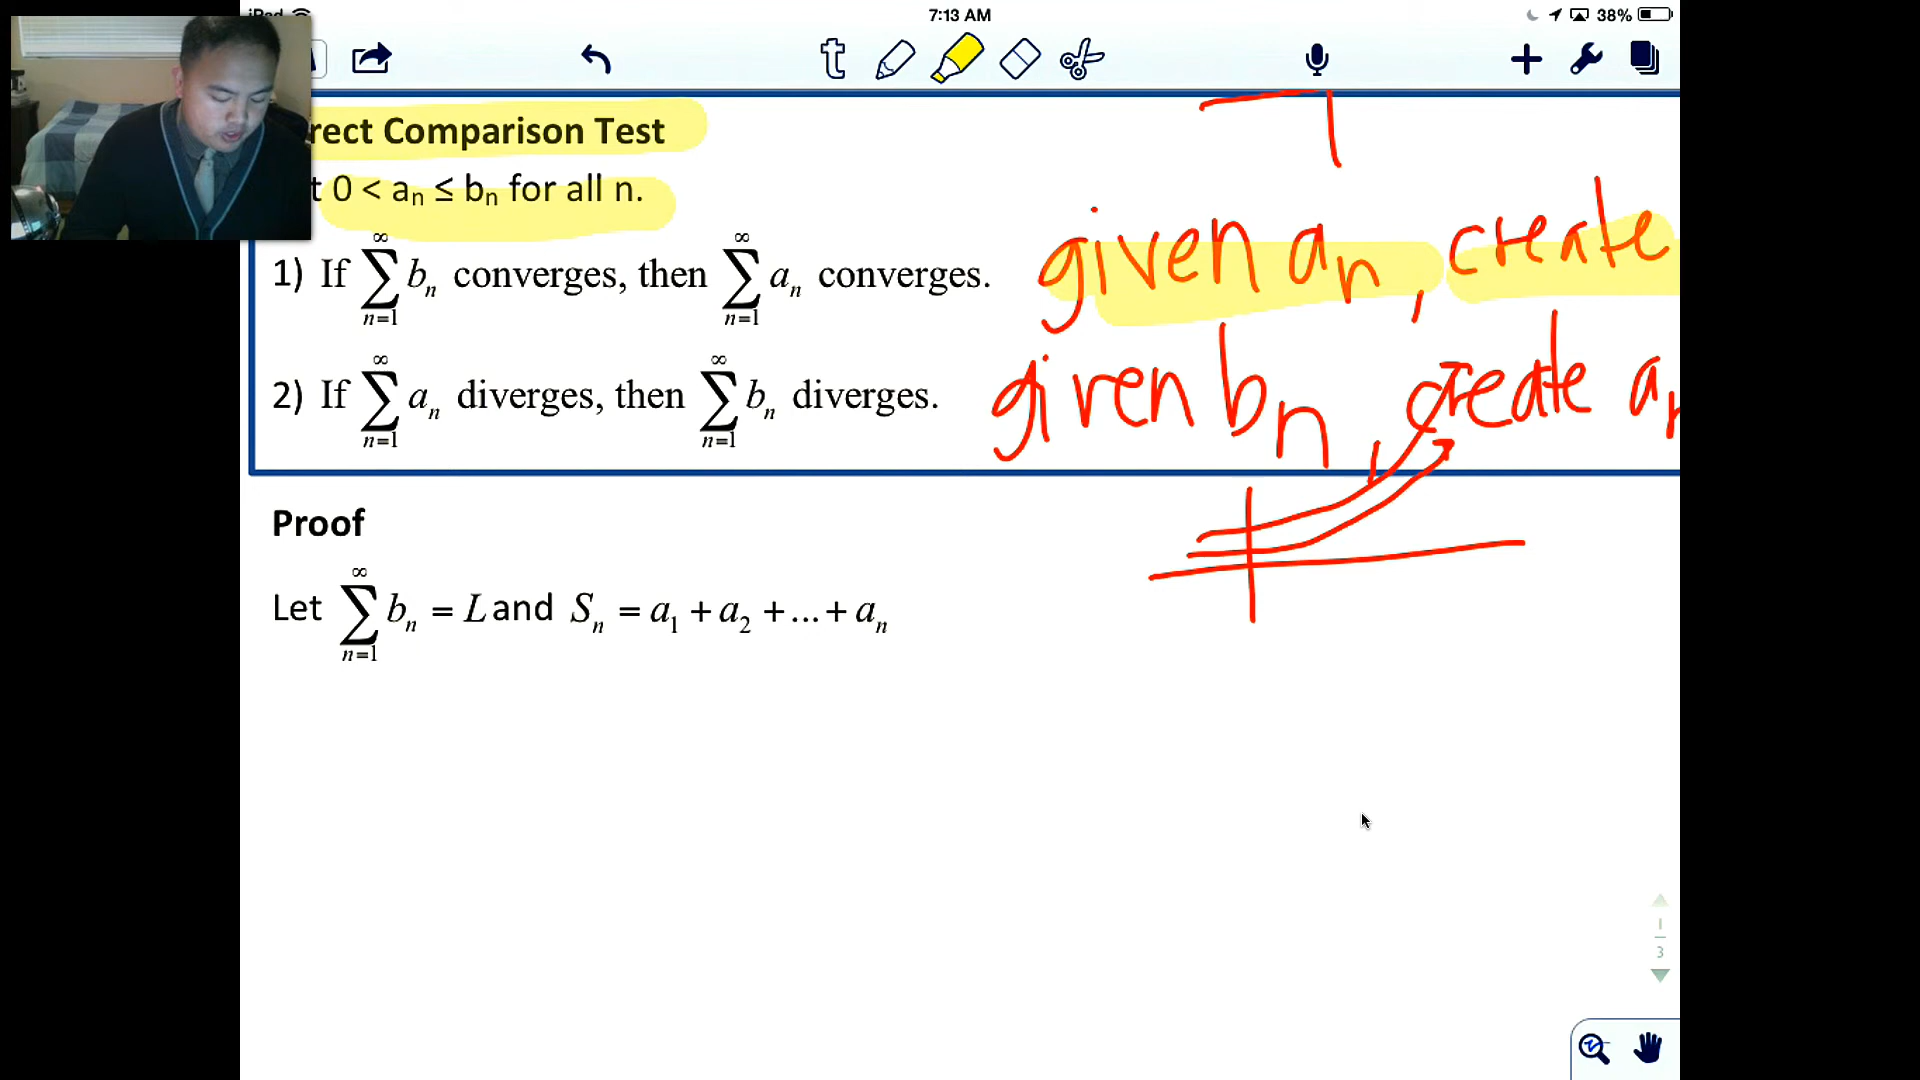 iPad 7:13 AM 38%
rect Comparison Test
t 0 < aₙ ≤ bₙ for all n.
1) If ∑_{n=1}^{∞} bₙ converges, then ∑_{n=1}^{∞} aₙ converges. given aₙ, create
2) If ∑_{n=1}^{∞} aₙ diverges, then ∑_{n=1}^{∞} bₙ diverges. given bₙ, create aₙ
Proof
Let ∑_{n=1}^{∞} bₙ = L and Sₙ = a₁ + a₂ + ... + aₙ
1
3